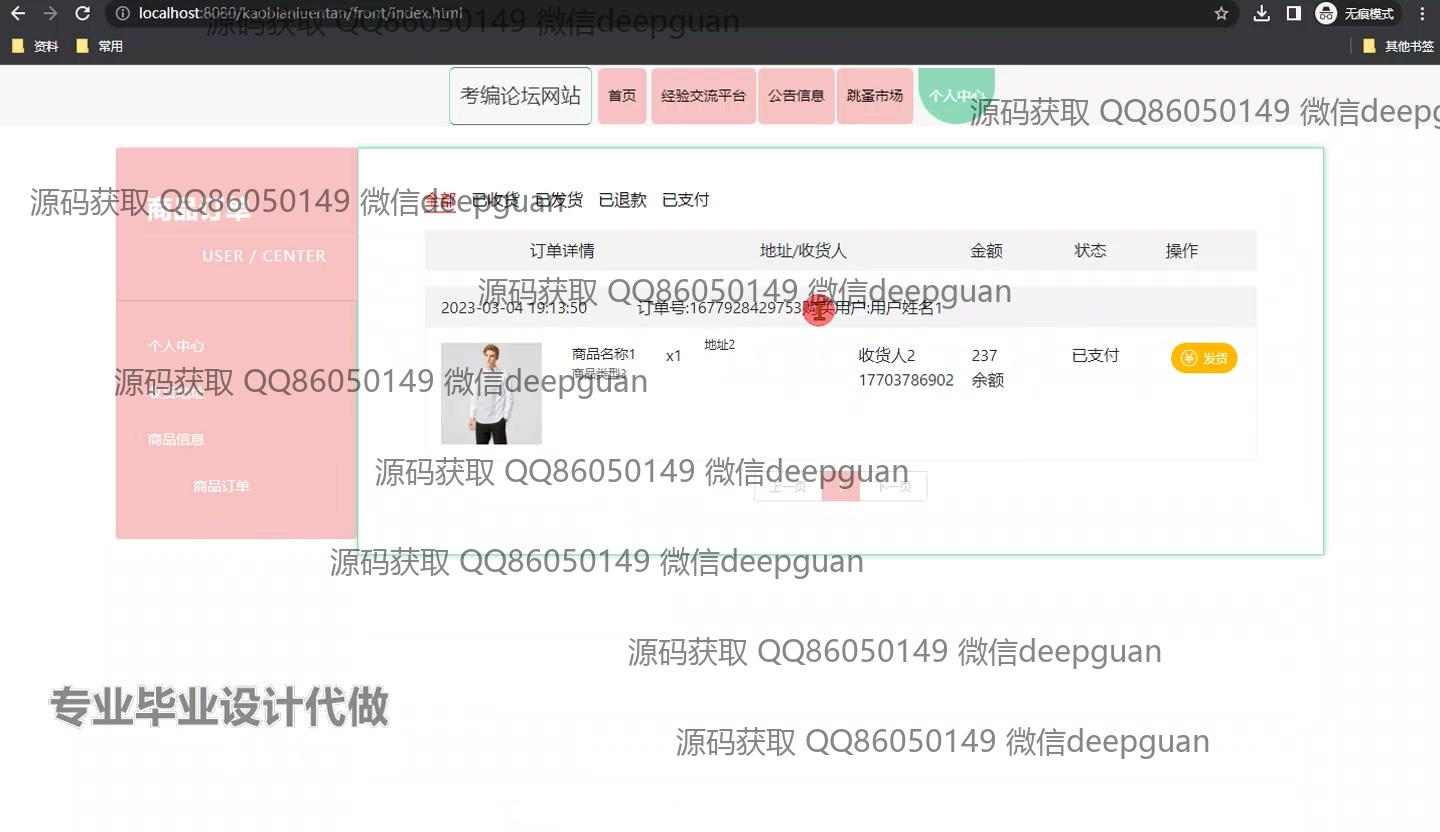 localhost:8080/kaobianluentan/front/index.html
无痕模式
资料
常用
其他书签
源码获取 QQ86050149 微信deepguan
考编论坛网站
首页
经验交流平台
公告信息
跳蚤市场
个人中心
源码获取 QQ86050149 微信deepg
源码获取 QQ86050149 微信deepguan
商品订单
USER / CENTER
全部
已收货
已发货
已退款
已支付
订单详情
地址/收货人
金额
状态
操作
源码获取 QQ86050149 微信deepguan
2023-03-04 19:13:50
订单号:1677928429753购买用户:用户姓名1
商品名称1
商品类型3
x1
地址2
收货人2
17703786902
237
余额
已支付
发货
个人中心
源码获取 QQ86050149 微信deepguan
商品信息
商品订单
源码获取 QQ86050149 微信deepguan
上一页
下一页
源码获取 QQ86050149 微信deepguan
源码获取 QQ86050149 微信deepguan
专业毕业设计代做
源码获取 QQ86050149 微信deepguan